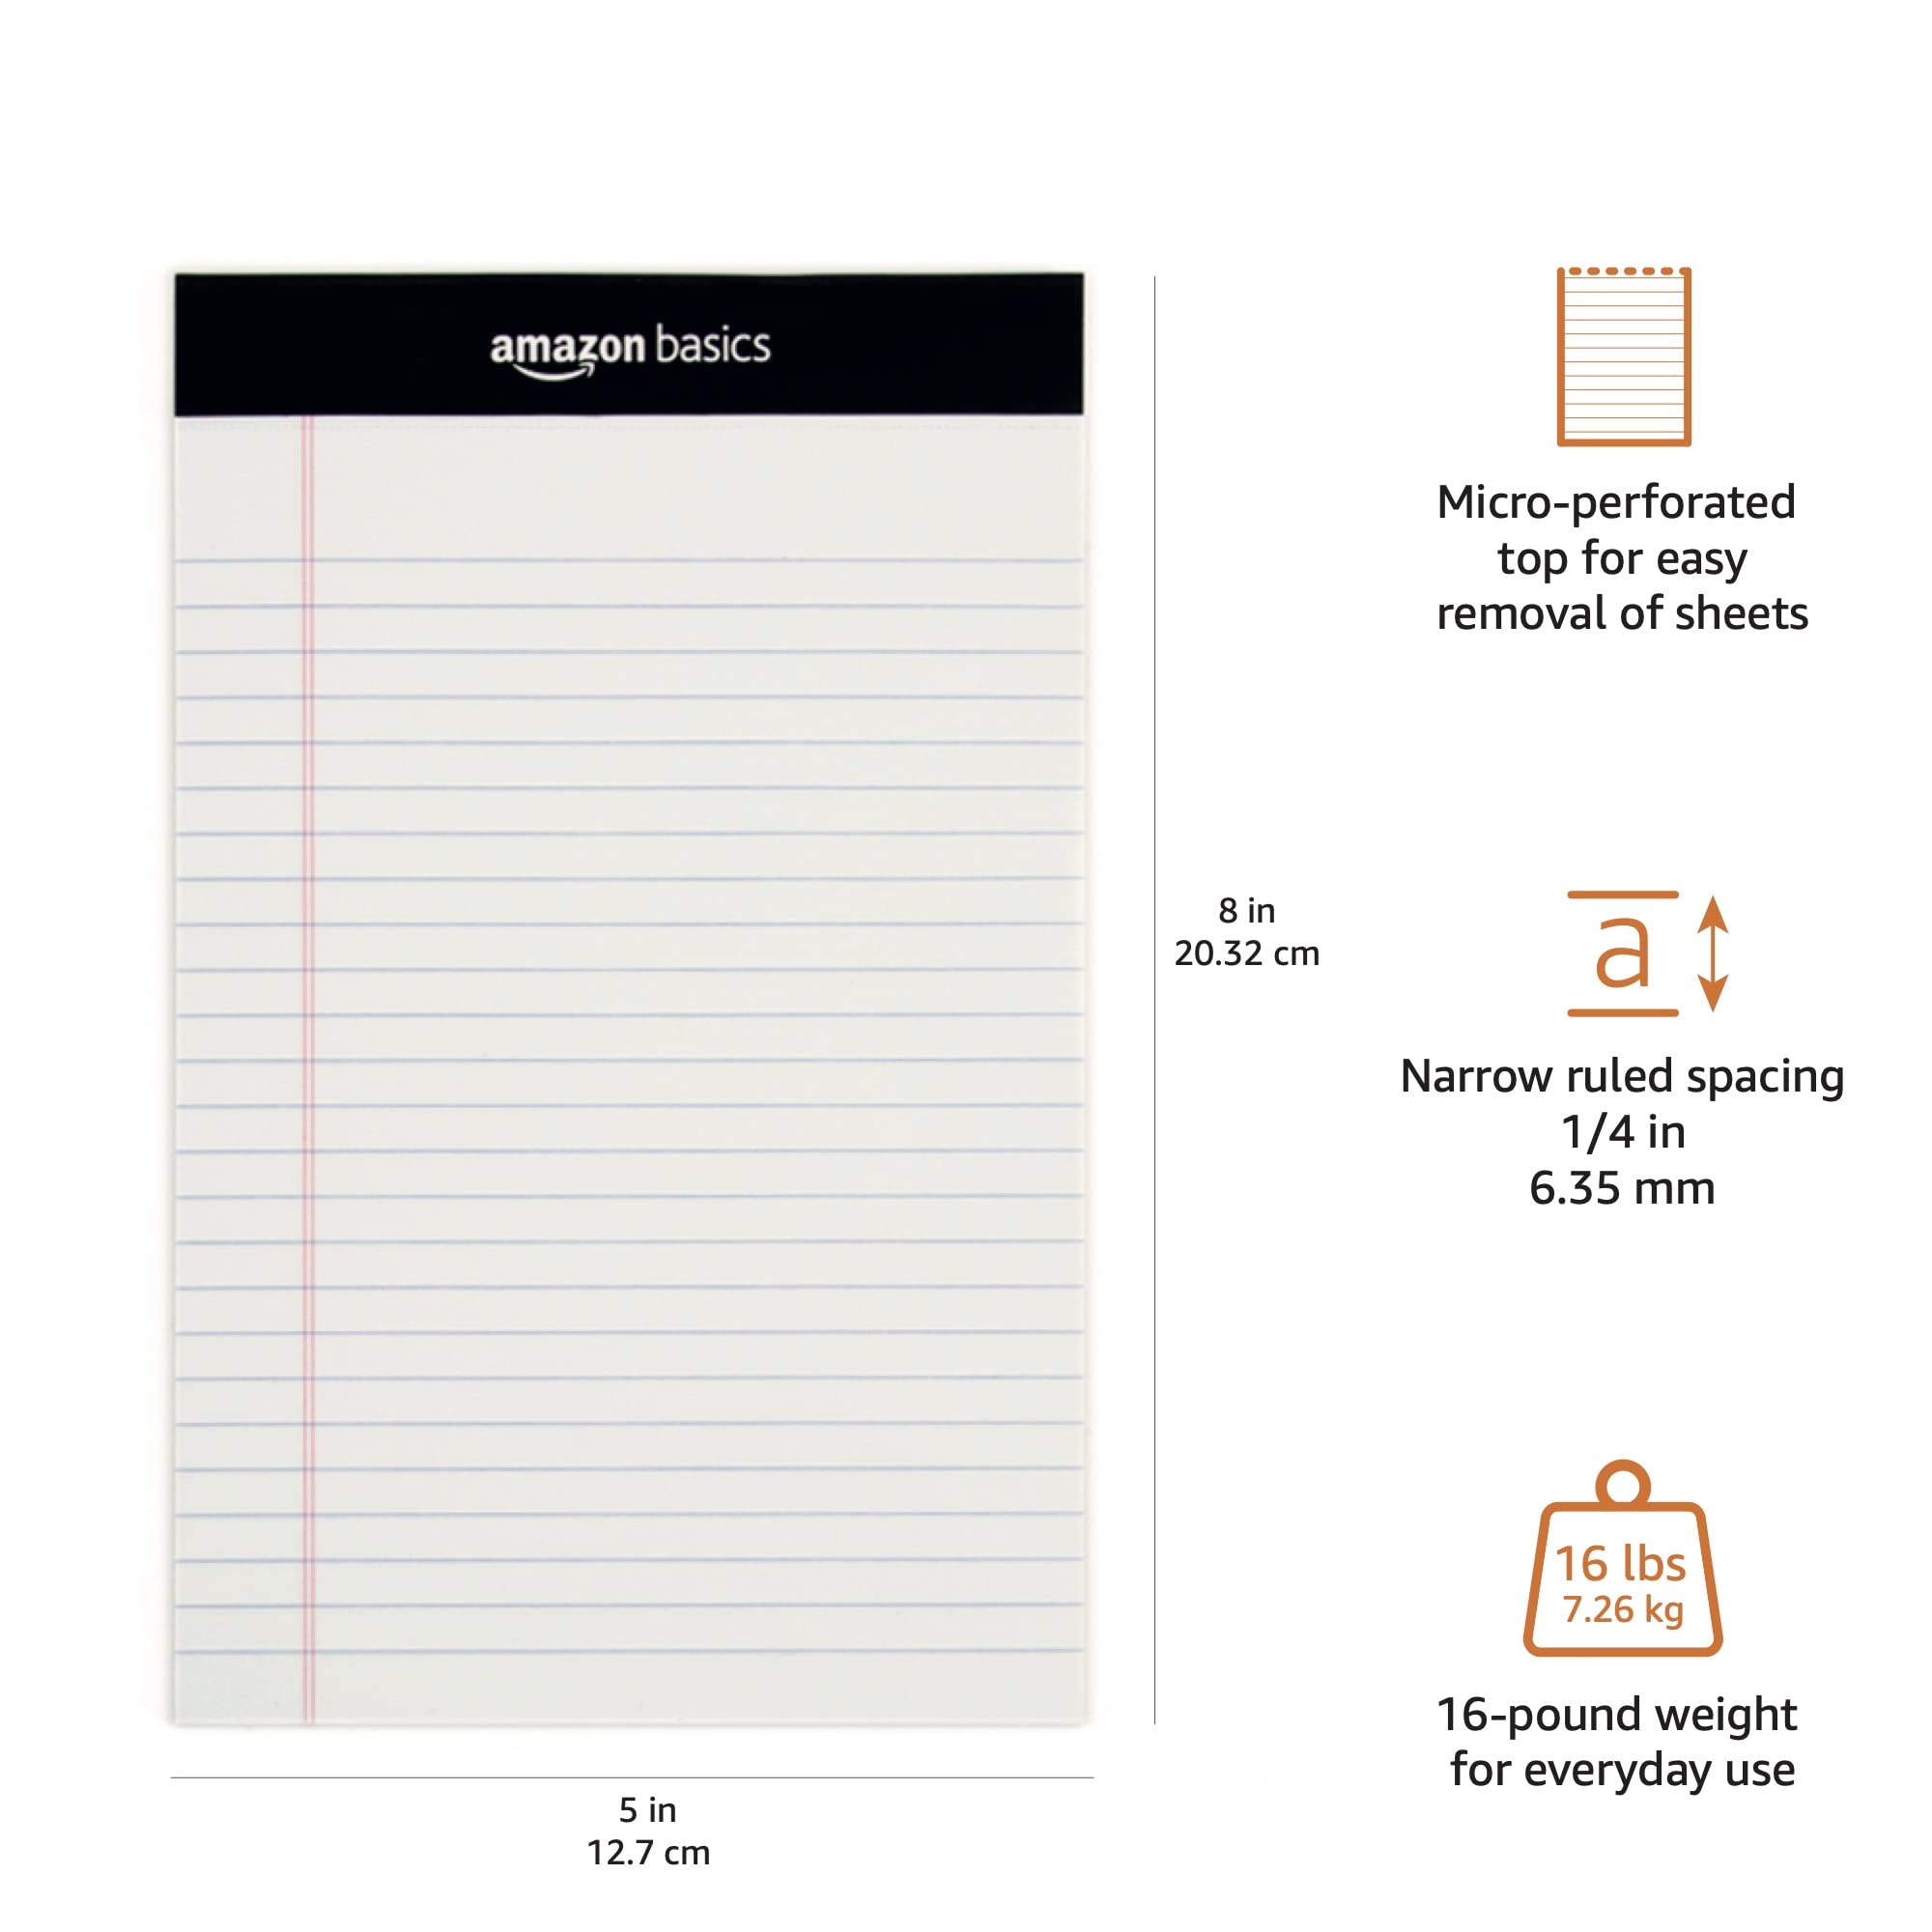 amazon basics
8 in
20.32 cm
5 in
12.7 cm
Micro-perforated
top for easy
removal of sheets
a
Narrow ruled spacing
1/4 in
6.35 mm
16 lbs
7.26 kg
16-pound weight
for everyday use